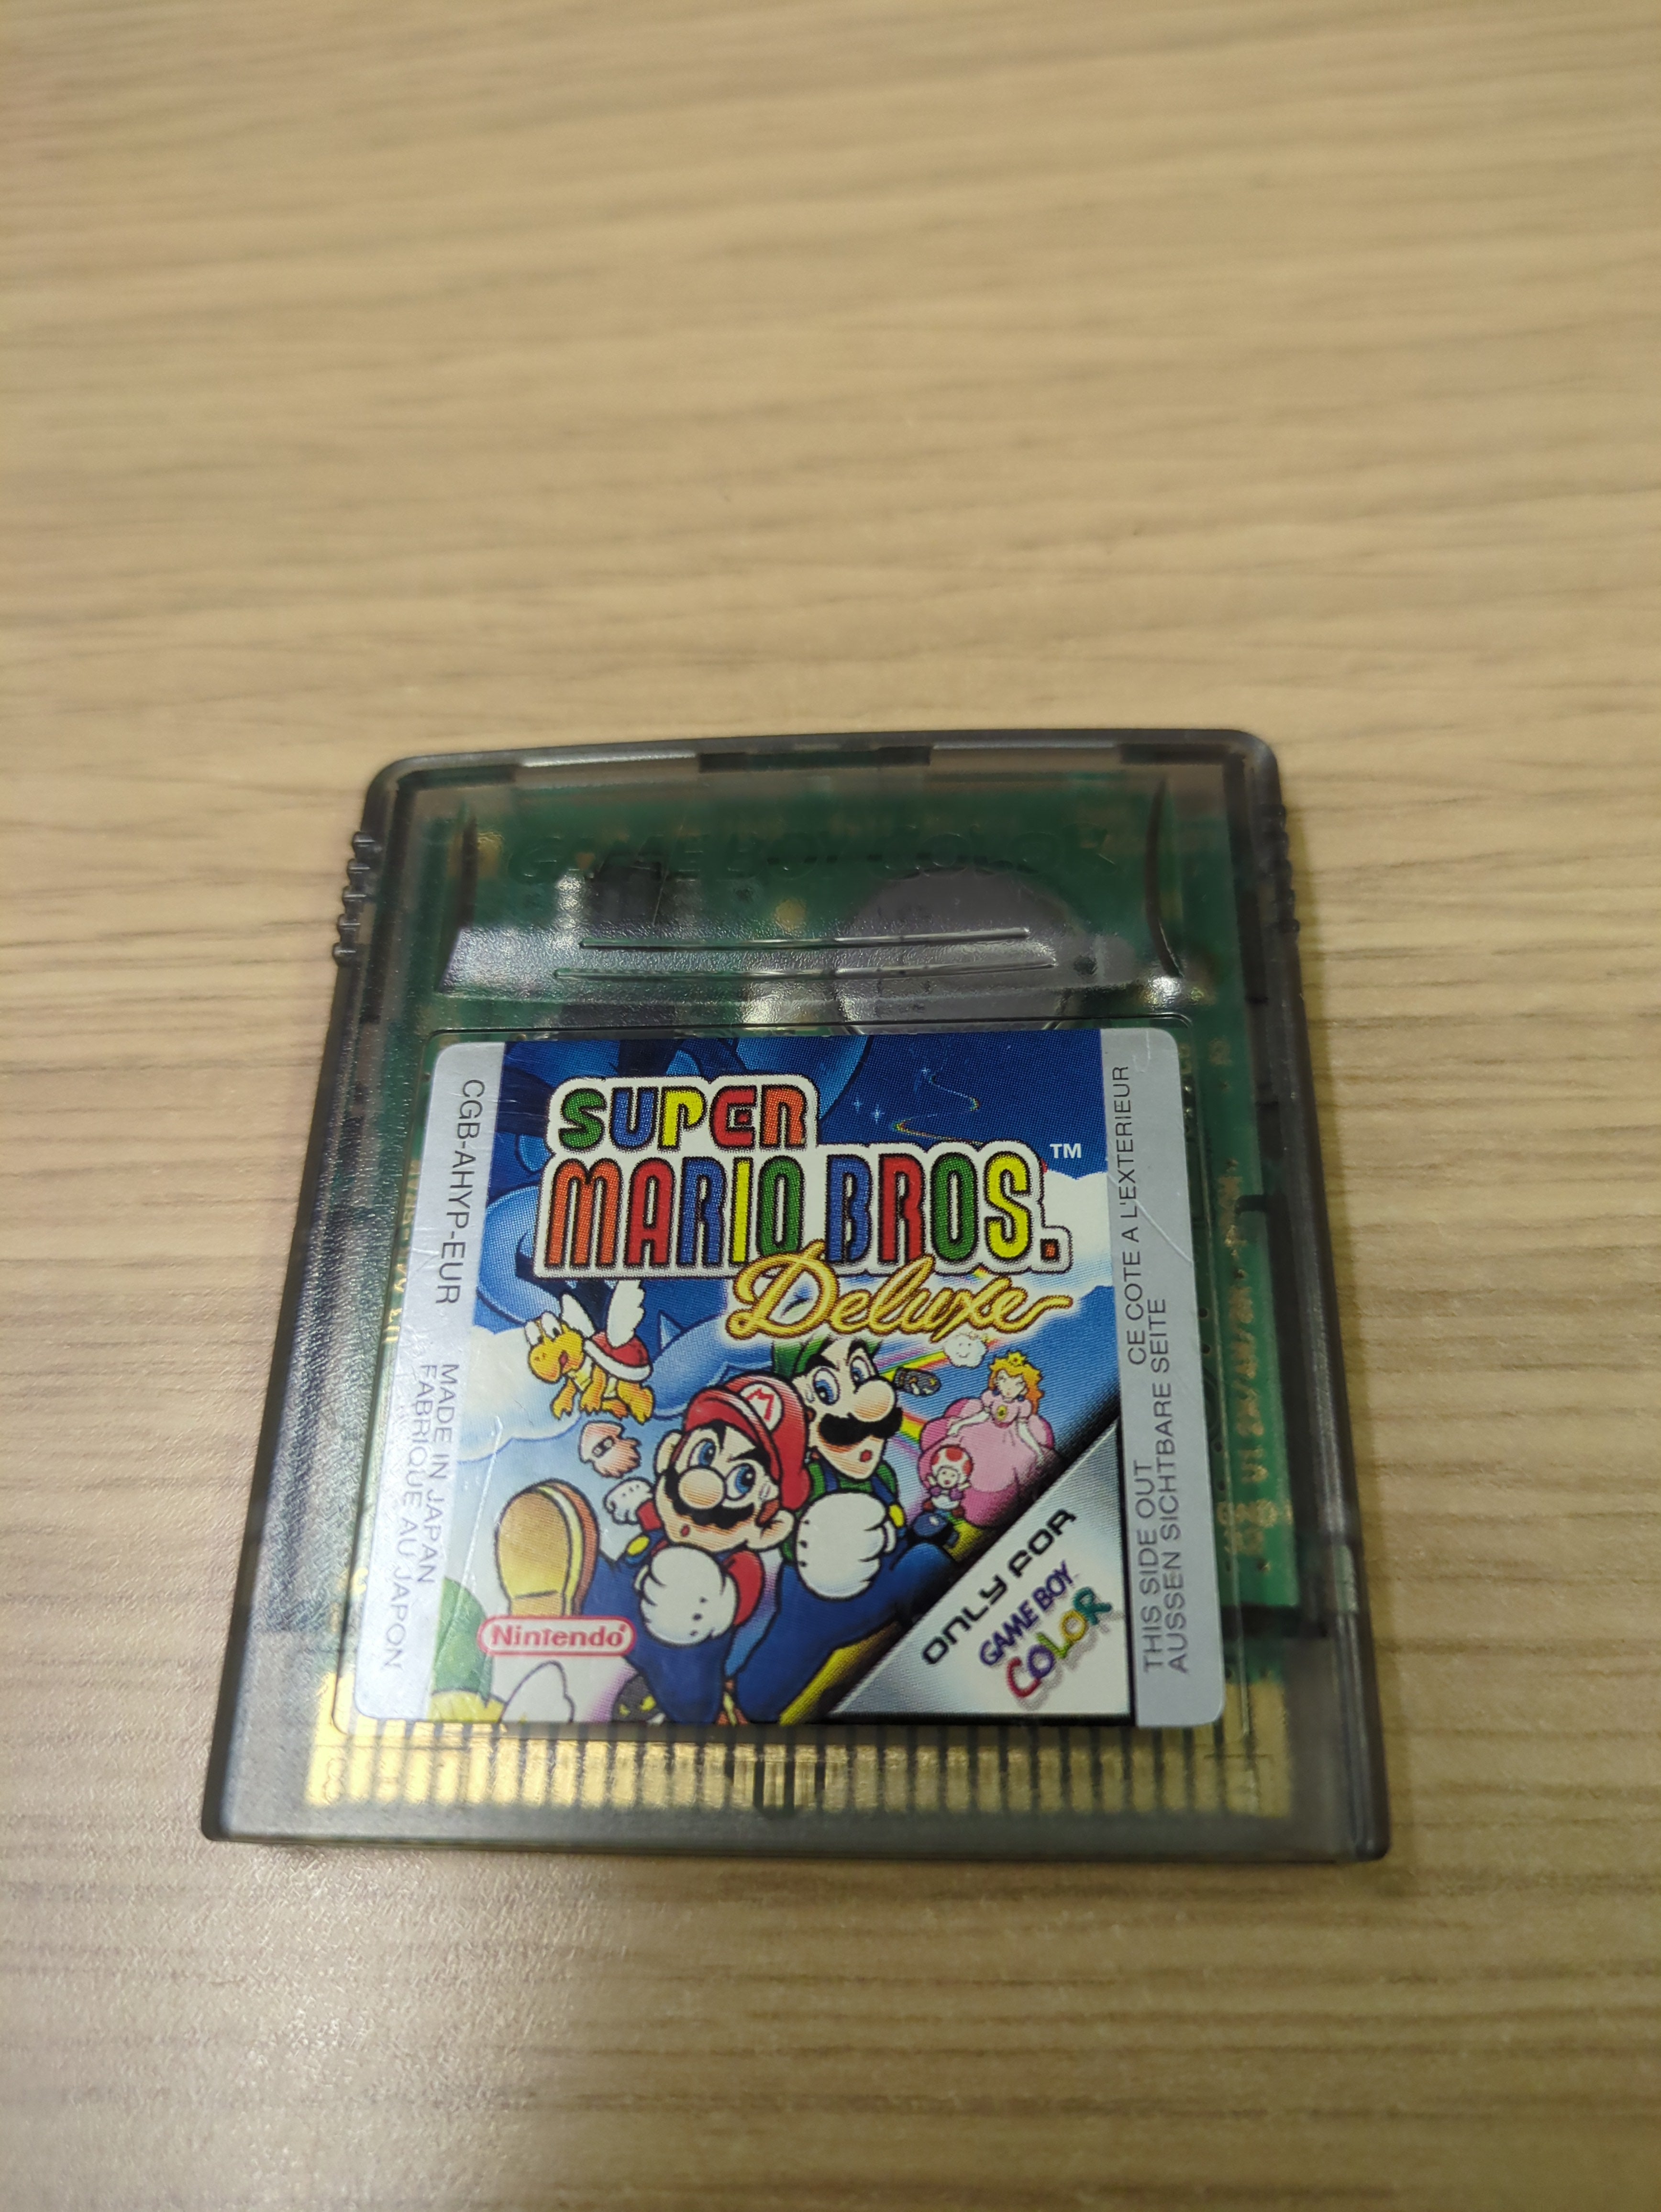 GAME BOY COLOR
SUPER
MARIO BROS.
TM
Deluxe
Nintendo
ONLY FOR
GAME BOY
COLOR
CGB-AHYP-EUR
MADE IN JAPAN
FABRIQUE AU JAPON
CE COTE A L'EXTERIEUR
THIS SIDE OUT
AUSSEN SICHTBARE SEITE